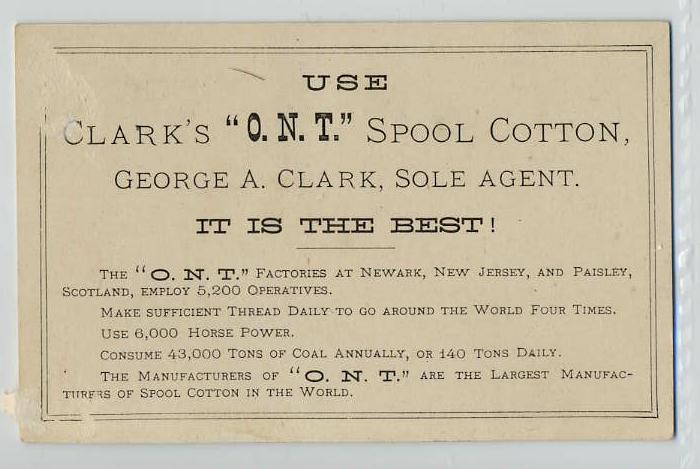 USE
CLARK'S "O. N. T." SPOOL COTTON,
GEORGE A. CLARK, SOLE AGENT.
IT IS THE BEST!
THE "O. N. T." FACTORIES AT NEWARK, NEW JERSEY, AND PAISLEY,
SCOTLAND, EMPLOY 5,200 OPERATIVES.
MAKE SUFFICIENT THREAD DAILY TO GO AROUND THE WORLD FOUR TIMES.
USE 6,000 HORSE POWER.
CONSUME 43,000 TONS OF COAL ANNUALLY, OR 140 TONS DAILY.
THE MANUFACTURERS OF "O. N. T." ARE THE LARGEST MANUFAC-
TURERS OF SPOOL COTTON IN THE WORLD.